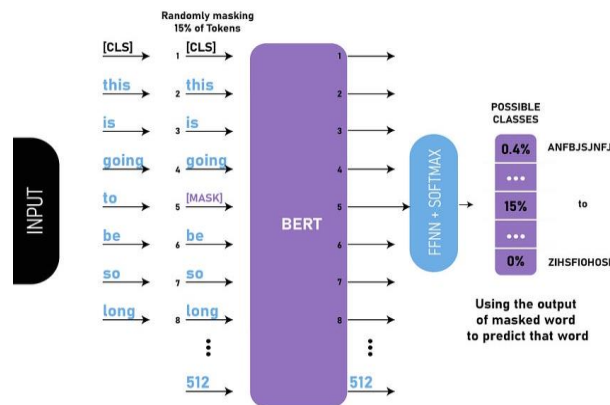 Randomly masking
15% of Tokens
[CLS] 1 [CLS] 1
this 2 this 2
is 3 is 3
going 4 going 4
to 5 [MASK] 5
be 6 be 6
so 7 so 7
long 8 long 8
512 512
INPUT
BERT
FFNN + SOFTMAX
POSSIBLE
CLASSES
0.4% ANFBJSJNFJ
...
15% to
...
0% ZIHSFIOHOSI
Using the output
of masked word
to predict that word